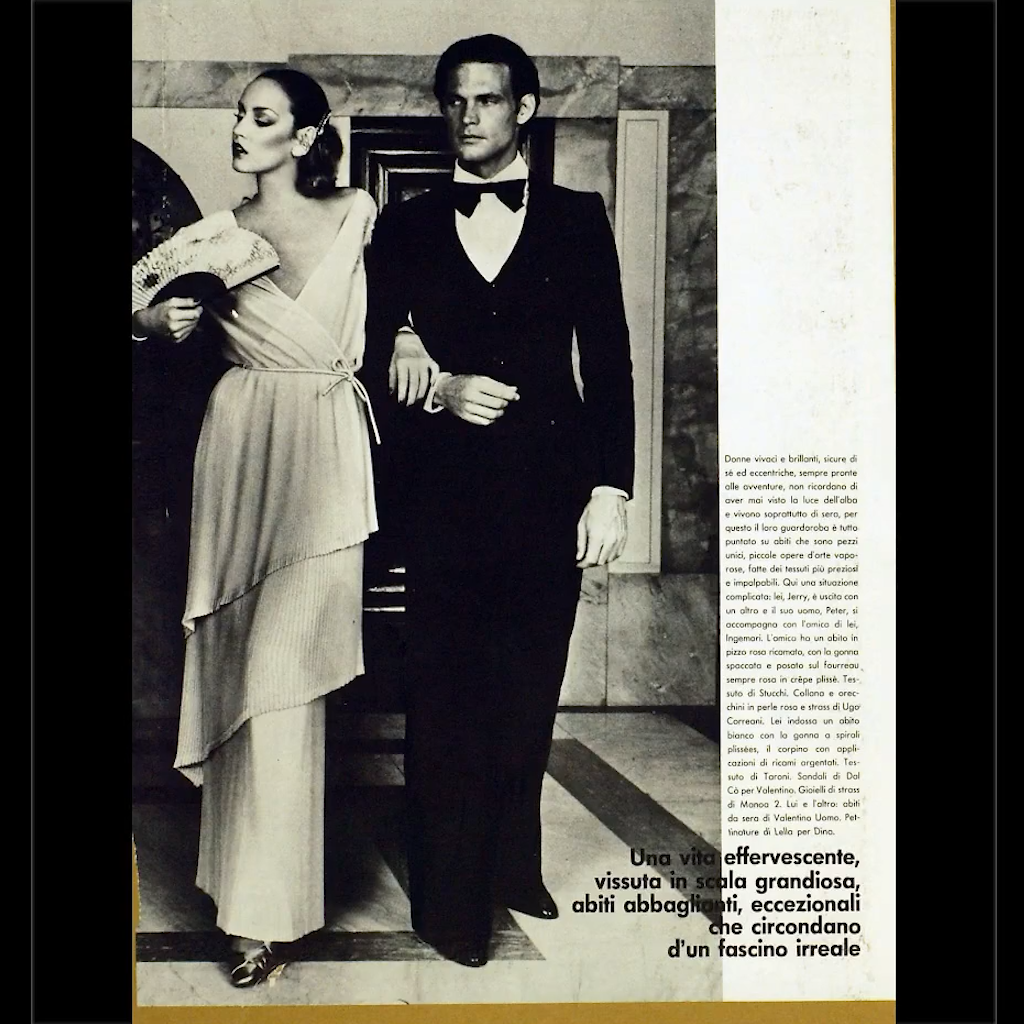 Donne vivaci e brillanti, sicure di
sè ed eccentriche, sempre pronte
alle avventure, non ricordano di
aver mai visto la luce dell'alba
e vivono soprattutto di sera, per
questo il loro guardaroba è tutto
puntato su abiti che sono pezzi
unici, piccole opere d'arte vapo-
rose, fatte dei tessuti più preziosi
e impalpabili. Qui una situazione
complicata: lei, Jerry, è uscita con
un altro e il suo uomo, Peter, si
accompagna con l'amica di lei,
Ingemari. L'amica ha un abito in
pizzo rosa ricamato, con la gonna
spaccata e posato sul fourreau
sempre rosa in crêpe plissè. Tes-
suto di Stucchi. Collana e orec-
chini in perle rosa e strass di Ugo
Correani. Lei indossa un abito
bianco con la gonna a spirali
plissées, il corpino con appli-
cazioni di ricami argentati. Tes-
suto di Taroni. Sandali di Dal
Cò per Valentino. Gioielli di strass
di Manoa 2. Lui e l'altro: abiti
da sera di Valentino Uomo. Pet-
tinature di Lella per Dina.
Una vita effervescente,
vissuta in scala grandiosa,
abiti abbaglianti, eccezionali
che circondano
d'un fascino irreale